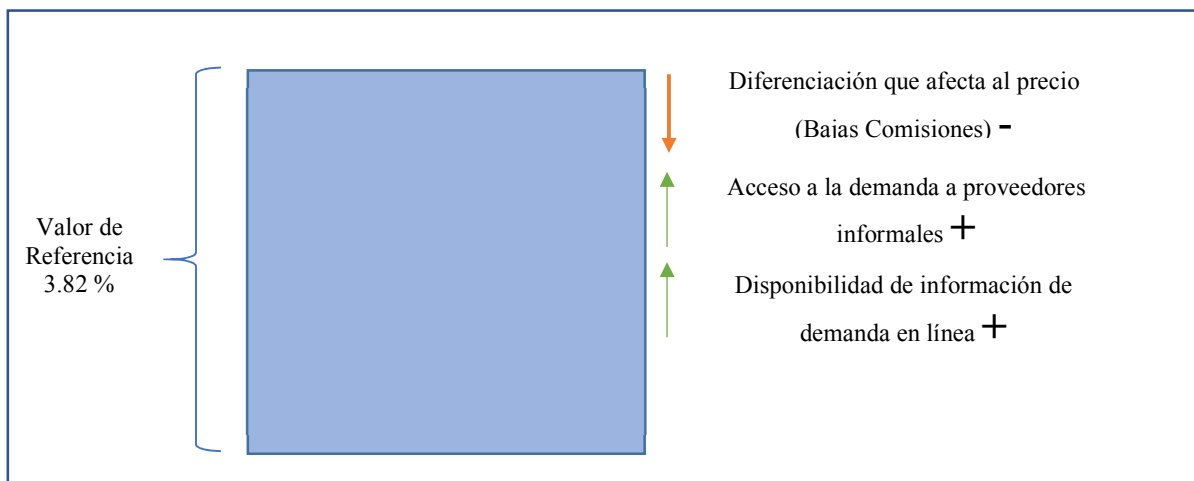 Valor de
Referencia
3.82 %
Diferenciación que afecta al precio
(Bajas Comisiones) -
Acceso a la demanda a proveedores
informales +
Disponibilidad de información de
demanda en línea +